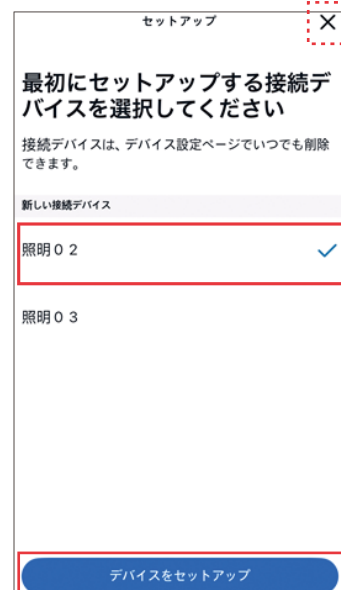 セットアップ
最初にセットアップする接続デ
バイスを選択してください
接続デバイスは、デバイス設定ページでいつでも削除
できます。
新しい接続デバイス
照明０２
照明０３
デバイスをセットアップ